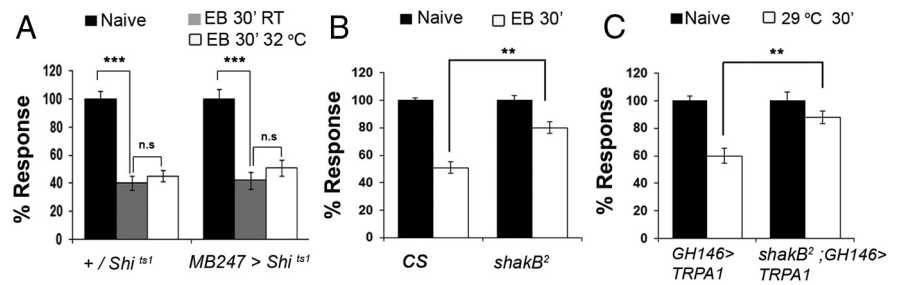 A
■ Naive ■ EB 30’ RT
□ EB 30’ 32 ºC
% Response
120
100
80
60
40
20
0
***
n.s
***
n.s
+ / Shi ts1
MB247 > Shi ts1
B
■ Naive □ EB 30’
% Response
120
100
80
60
40
20
0
**
CS
shakB2
C
■ Naive □ 29 ºC 30’
% Response
120
100
80
60
40
20
0
**
GH146>
TRPA1
shakB2 ;GH146>
TRPA1